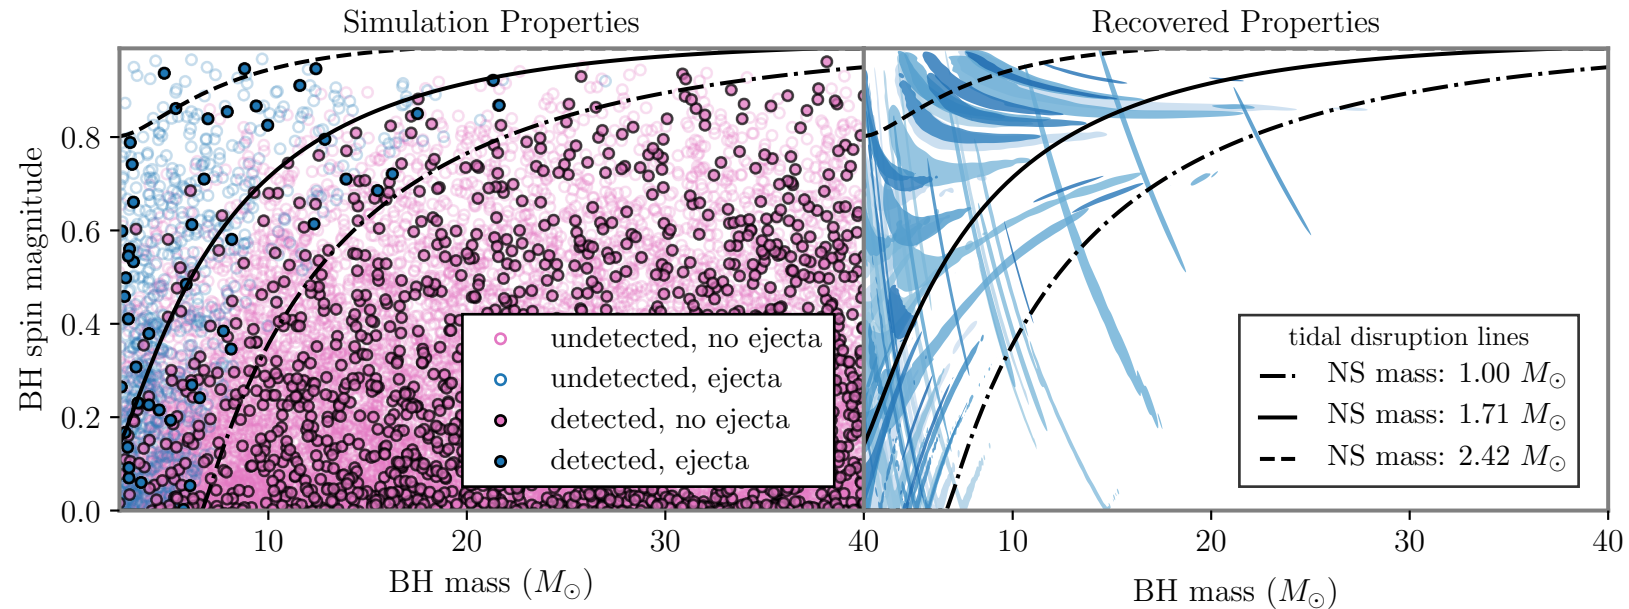 Simulation Properties
Recovered Properties
BH spin magnitude
0.8
0.6
0.4
0.2
0.0
undetected, no ejecta
undetected, ejecta
detected, no ejecta
detected, ejecta
tidal disruption lines
NS mass: 1.00 M⊙
NS mass: 1.71 M⊙
NS mass: 2.42 M⊙
10 20 30 40 10 20 30 40
BH mass (M⊙)
BH mass (M⊙)